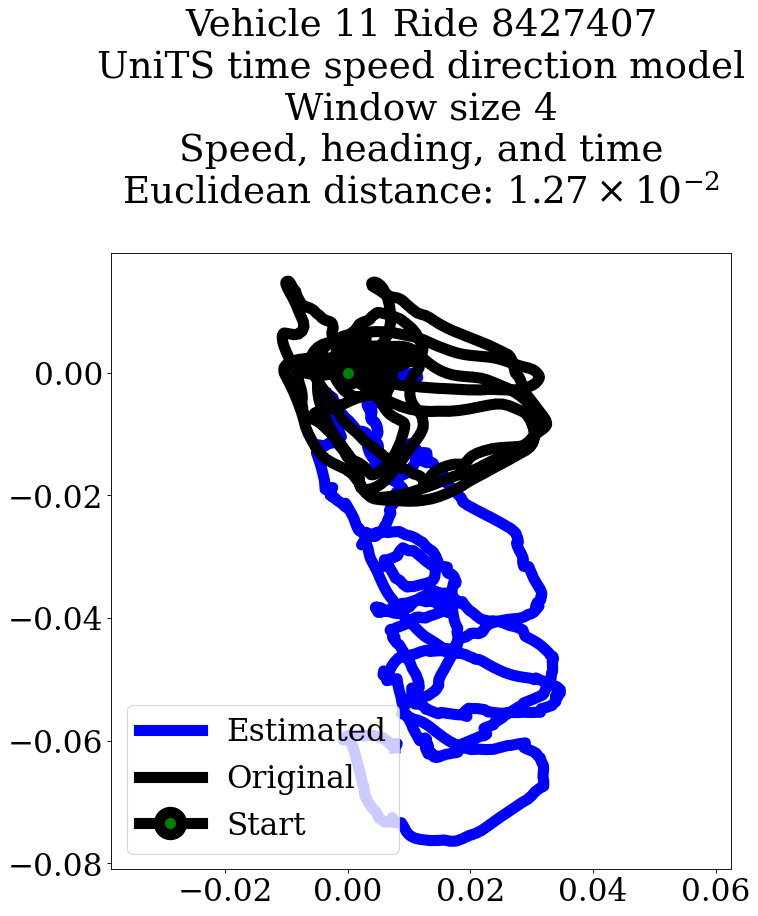 Vehicle 11 Ride 8427407
UniTS time speed direction model
Window size 4
Speed, heading, and time
Euclidean distance: 1.27 × 10⁻²
0.00
−0.02
−0.04
−0.06
−0.08
Estimated
Original
Start
−0.02 0.00 0.02 0.04 0.06